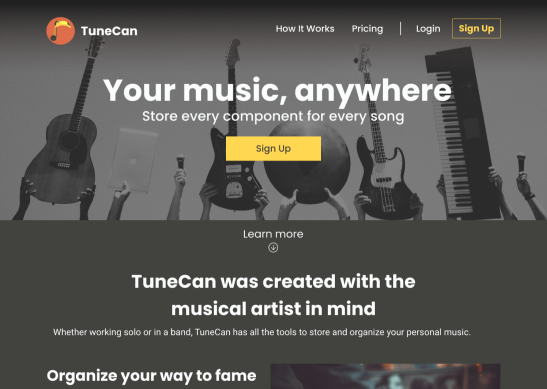 TuneCan
How It Works
Pricing
Login
Sign Up
Your music, anywhere
Store every component for every song
Sign Up
Learn more
TuneCan was created with the
musical artist in mind
Whether working solo or in a band, TuneCan has all the tools to store and organize your personal music.
Organize your way to fame